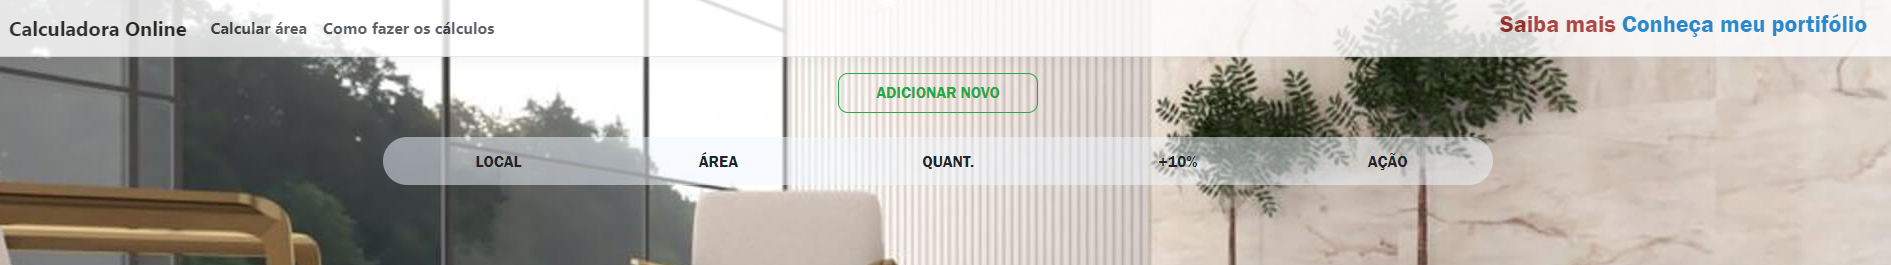 Calculadora Online Calcular área Como fazer os cálculos Saiba mais Conheça meu portifólio
ADICIONAR NOVO
LOCAL ÁREA QUANT. +10% AÇÃO